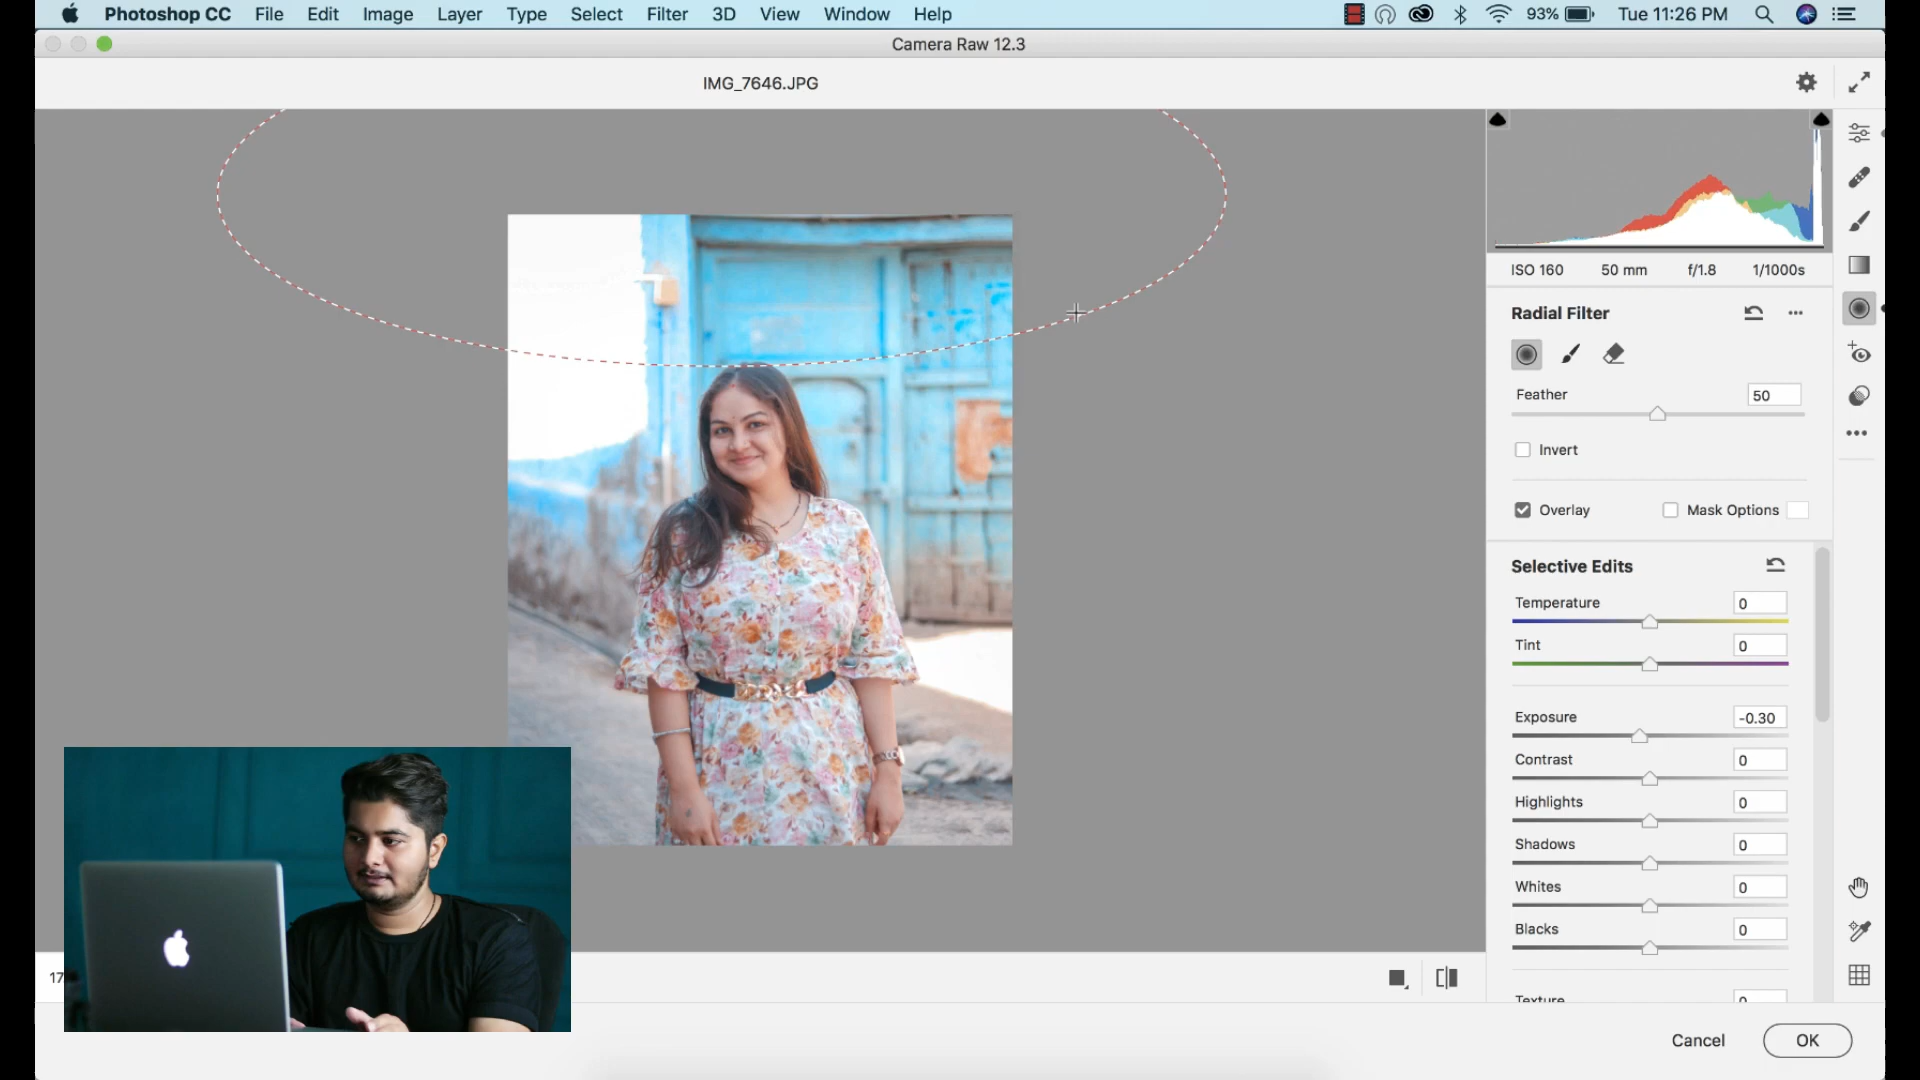 Photoshop CC File Edit Image Layer Type Select Filter 3D View Window Help 93% Tue 11:26 PM
Camera Raw 12.3
IMG_7646.JPG
ISO 160 50 mm f/1.8 1/1000s
Radial Filter
Feather 50
Invert
Overlay Mask Options
Selective Edits
Temperature 0
Tint 0
Exposure -0.30
Contrast 0
Highlights 0
Shadows 0
Whites 0
Blacks 0
Texture 0
17
Cancel OK